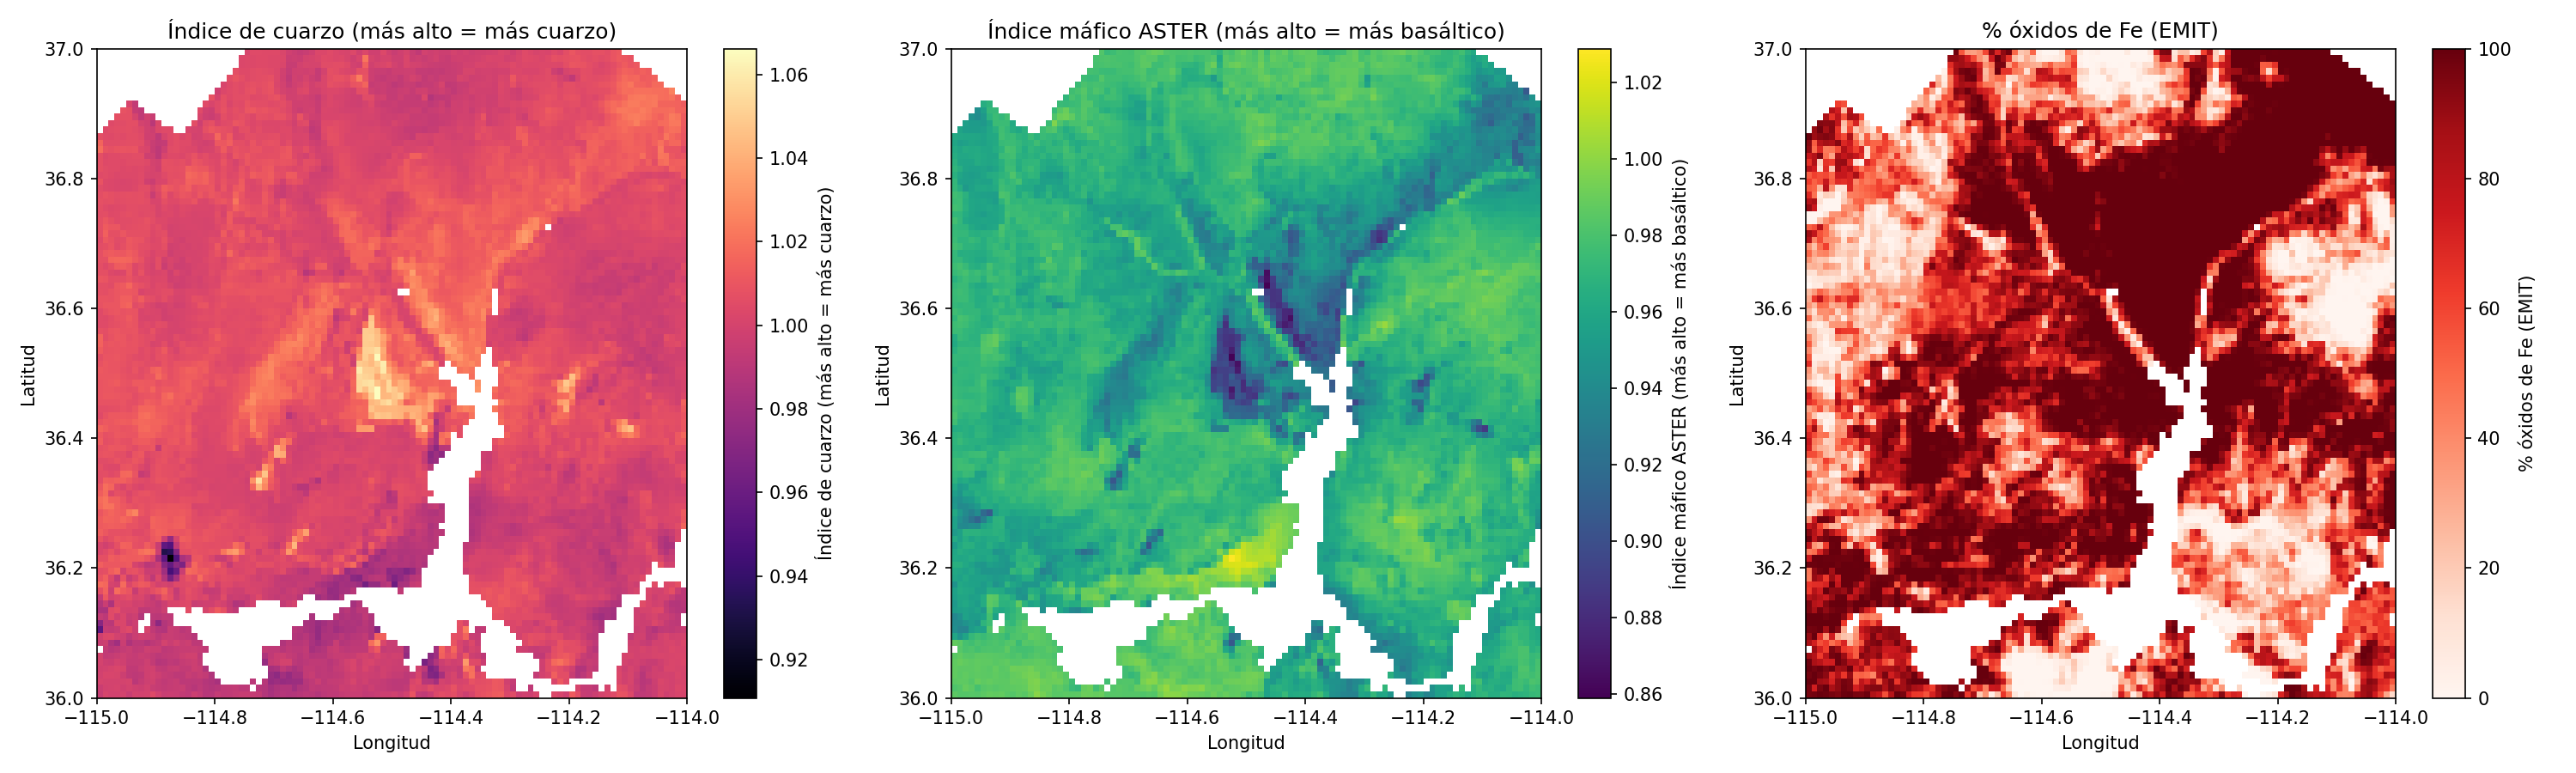 Índice de cuarzo (más alto = más cuarzo)
37.0
36.8
36.6
36.4
36.2
36.0
Latitud
−115.0 −114.8 −114.6 −114.4 −114.2 −114.0
Longitud
1.06
1.04
1.02
1.00
0.98
0.96
0.94
0.92
Índice de cuarzo (más alto = más cuarzo)
Índice máfico ASTER (más alto = más basáltico)
37.0
36.8
36.6
36.4
36.2
36.0
Latitud
−115.0 −114.8 −114.6 −114.4 −114.2 −114.0
Longitud
1.02
1.00
0.98
0.96
0.94
0.92
0.90
0.88
0.86
Índice máfico ASTER (más alto = más basáltico)
% óxidos de Fe (EMIT)
37.0
36.8
36.6
36.4
36.2
36.0
Latitud
−115.0 −114.8 −114.6 −114.4 −114.2 −114.0
Longitud
100
80
60
40
20
0
% óxidos de Fe (EMIT)